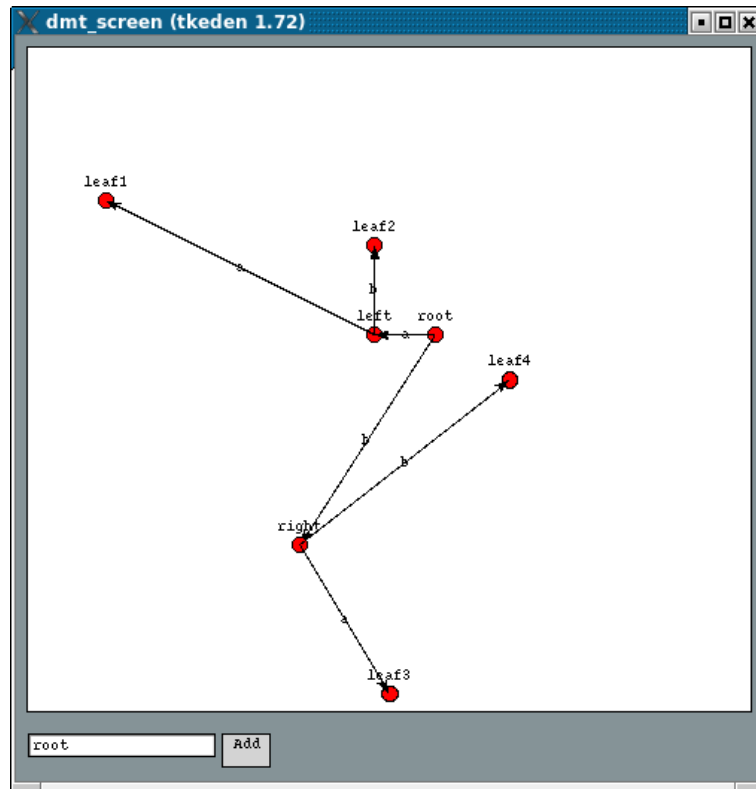 dmt_screen (tkeden 1.72)
leaf1
leaf2
a
b
left root
a
leaf4
b
b
right
a
leaf3
root Add